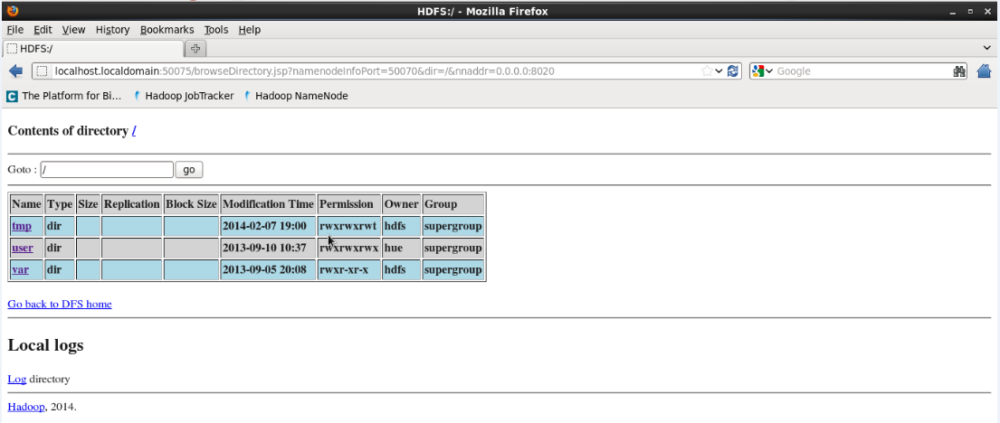 HDFS:/ - Mozilla Firefox
File Edit View History Bookmarks Tools Help
HDFS:/
localhost.localdomain:50075/browseDirectory.jsp?namenodeInfoPort=50070&dir=/&nnaddr=0.0.0.0:8020 Google
The Platform for Bi... Hadoop JobTracker Hadoop NameNode
Contents of directory /
Goto : / go
Name Type Size Replication Block Size Modification Time Permission Owner Group
tmp dir 2014-02-07 19:00 rwxrwxrwt hdfs supergroup
user dir 2013-09-10 10:37 rwxrwxrwx hue supergroup
var dir 2013-09-05 20:08 rwxr-xr-x hdfs supergroup
Go back to DFS home
Local logs
Log directory
Hadoop, 2014.